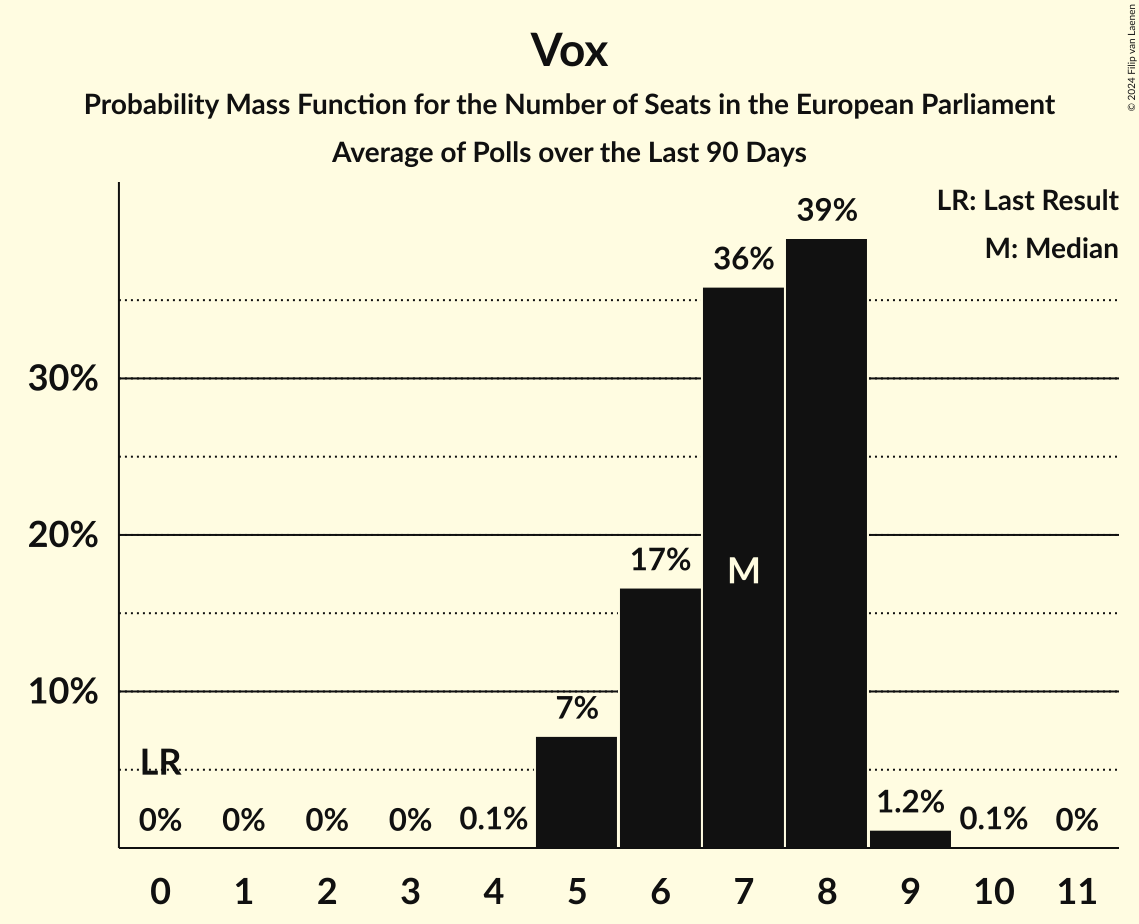 Vox
Probability Mass Function for the Number of Seats in the European Parliament
Average of Polls over the Last 90 Days
© 2024 Filip van Laenen
LR: Last Result
M: Median
39%
36%
30%
20%
17%
M
10%
7%
LR
0% 0% 0% 0% 0.1% 1.2% 0.1% 0%
0 1 2 3 4 5 6 7 8 9 10 11